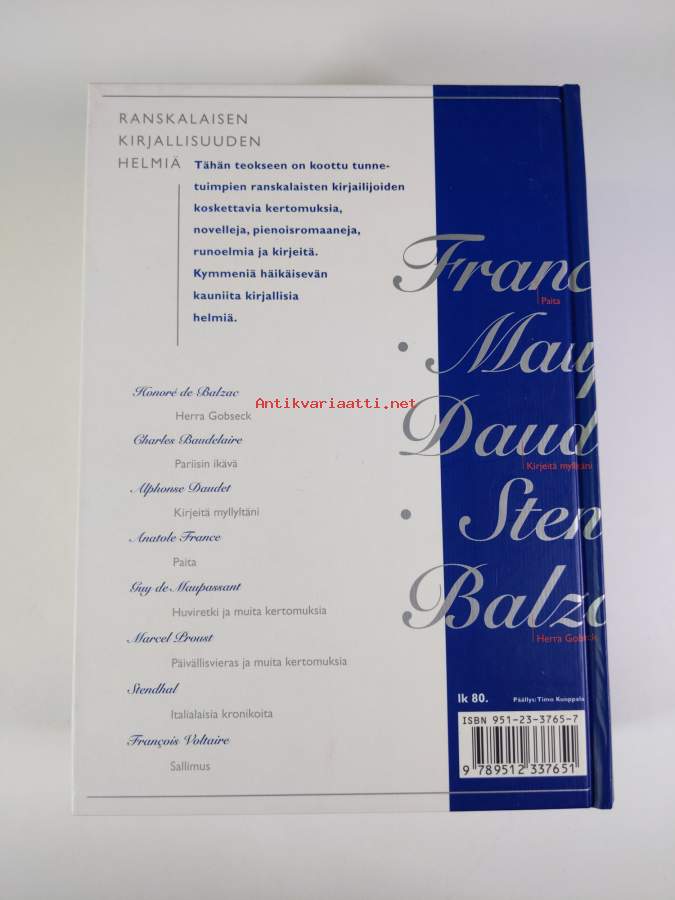 RANSKALAISEN
KIRJALLISUUDEN
HELMIÄ
Tähän teokseen on koottu tunne-
tuimpien ranskalaisten kirjailijoiden
koskettavia kertomuksia,
novelleja, pienoisromaaneja,
runoelmia ja kirjeitä.
Kymmeniä häikäisevän
kauniita kirjallisia
helmiä.
Honoré de Balzac
Herra Gobseck
Charles Baudelaire
Pariisin ikävä
Alphonse Daudet
Kirjeitä myllyltäni
Anatole France
Paita
Guy de Maupassant
Huviretki ja muita kertomuksia
Marcel Proust
Päivällisvieras ja muita kertomuksia
Stendhal
Italialaisia kronikoita
François Voltaire
Sallimus
Franc
Paita
• Maup
Daud
Kirjeitä myllyltäni
• Sten
Balza
Herra Gobseck
lk 80.
Päällys: Timo Kunppala
ISBN 951-23-3765-7
9 789512 337651
Antikvariaatti.net